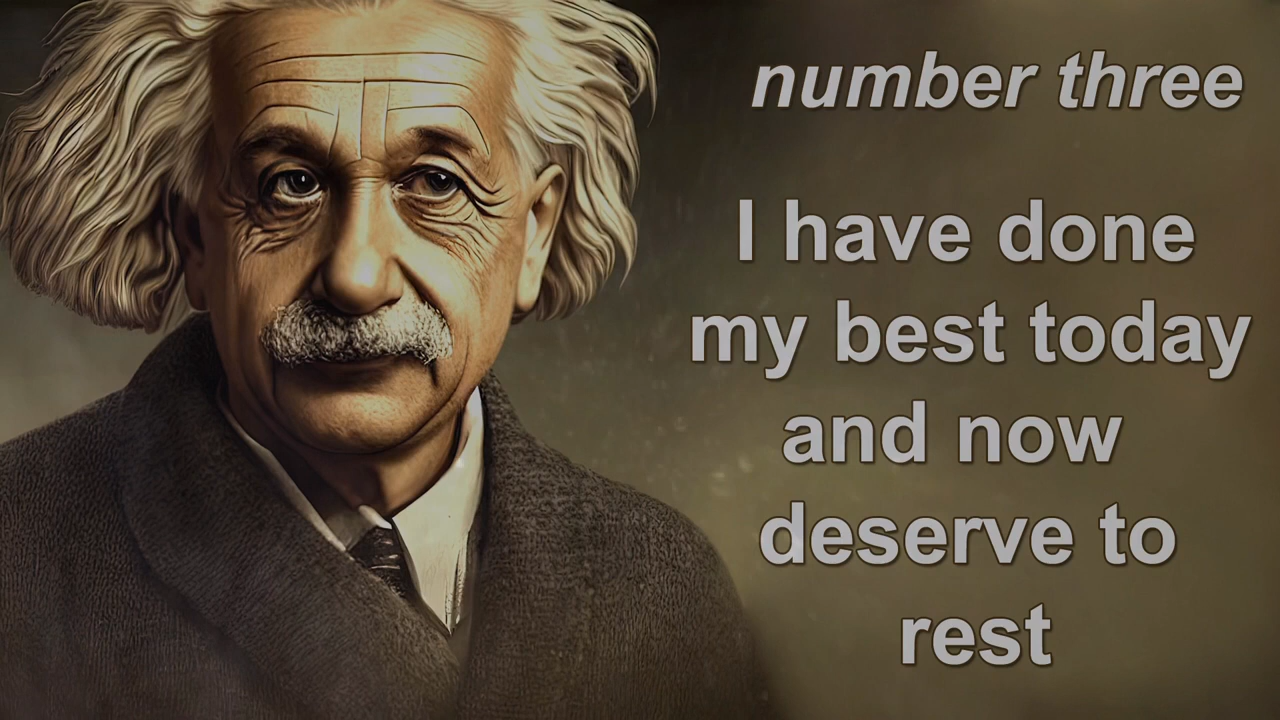 number three
I have done
my best today
and now
deserve to
rest